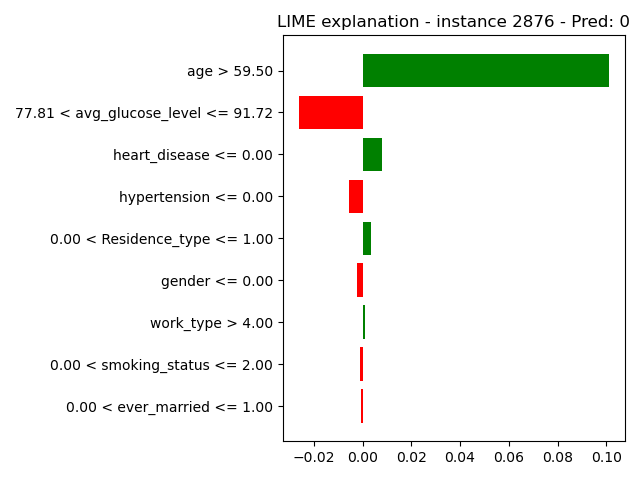 LIME explanation - instance 2876 - Pred: 0
age > 59.50
77.81 < avg_glucose_level <= 91.72
heart_disease <= 0.00
hypertension <= 0.00
0.00 < Residence_type <= 1.00
gender <= 0.00
work_type > 4.00
0.00 < smoking_status <= 2.00
0.00 < ever_married <= 1.00
−0.02 0.00 0.02 0.04 0.06 0.08 0.10